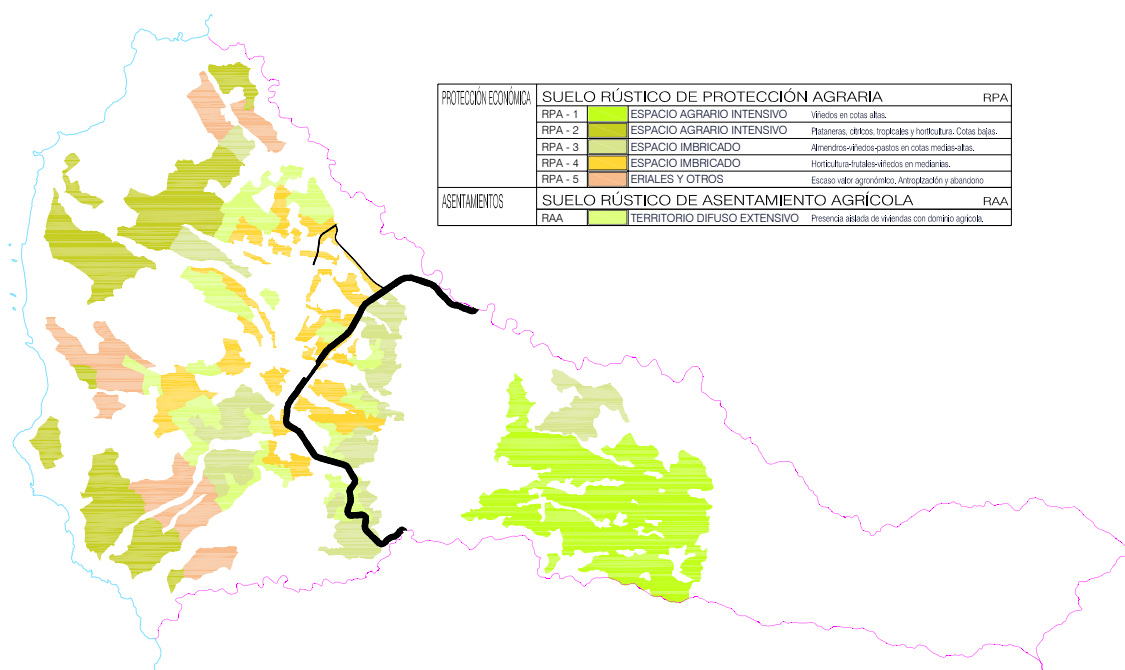 PROTECCIÓN ECONÓMICA SUELO RÚSTICO DE PROTECCIÓN AGRARIA RPA
RPA - 1 ESPACIO AGRARIO INTENSIVO Viñedos en cotas altas.
RPA - 2 ESPACIO AGRARIO INTENSIVO Plataneras, cítricos, tropicales y horticultura. Cotas bajas.
RPA - 3 ESPACIO IMBRICADO Almendros-viñedos-pastos en cotas medias-altas.
RPA - 4 ESPACIO IMBRICADO Horticultura-frutales-viñedos en medianías.
RPA - 5 ERIALES Y OTROS Escaso valor agronómico. Antropización y abandono
ASENTAMIENTOS SUELO RÚSTICO DE ASENTAMIENTO AGRÍCOLA RAA
RAA TERRITORIO DIFUSO EXTENSIVO Presencia aislada de viviendas con dominio agrícola.